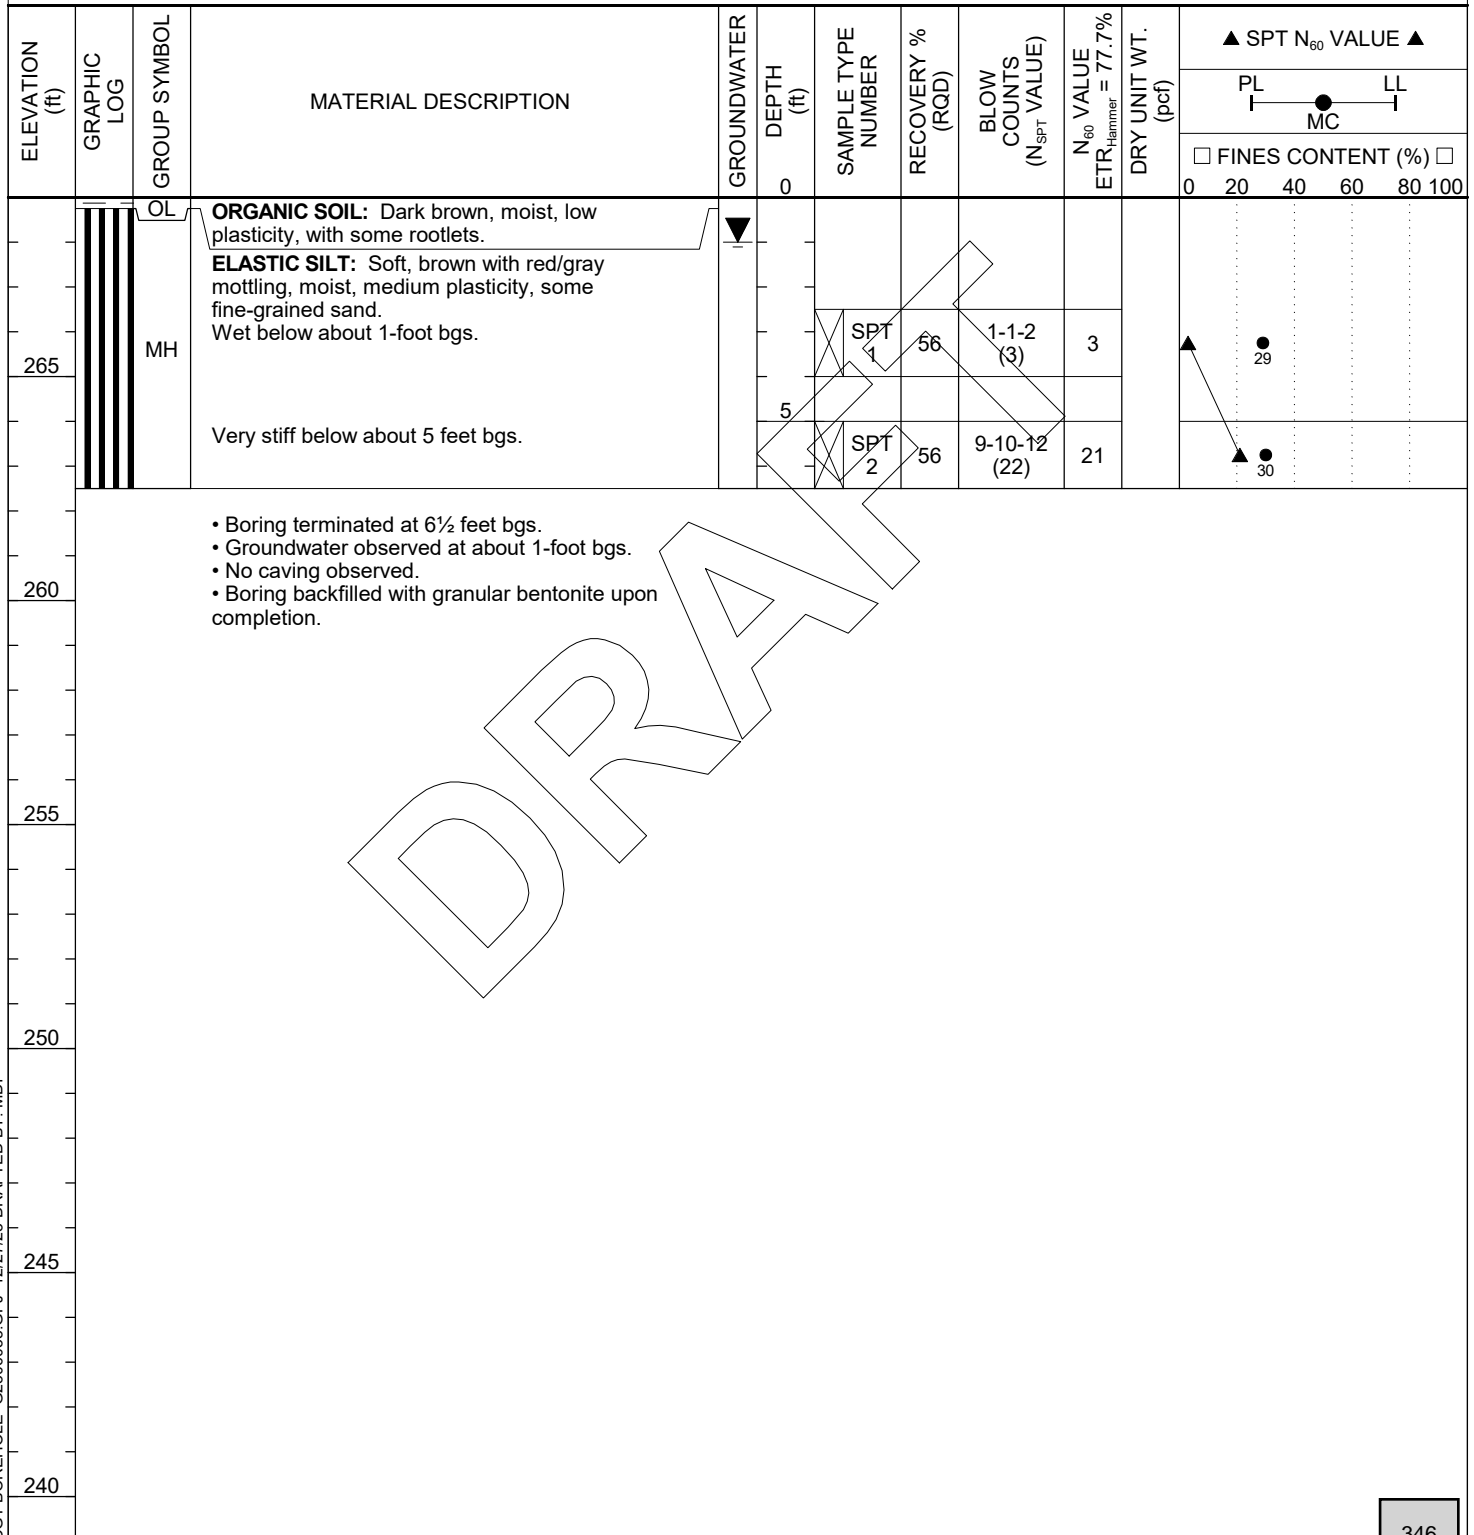 ELEVATION
(ft)
GRAPHIC
LOG
GROUP SYMBOL
MATERIAL DESCRIPTION
GROUNDWATER
DEPTH
(ft)
0
SAMPLE TYPE
NUMBER
RECOVERY %
(RQD)
BLOW
COUNTS
(NSPT VALUE)
N60 VALUE
ETRHammer = 77.7%
DRY UNIT WT.
(pcf)
▲ SPT N60 VALUE ▲
PL LL
MC
□ FINES CONTENT (%) □
0 20 40 60 80 100
OL
ORGANIC SOIL: Dark brown, moist, low
plasticity, with some rootlets.
ELASTIC SILT: Soft, brown with red/gray
mottling, moist, medium plasticity, some
fine-grained sand.
Wet below about 1-foot bgs.
MH
SPT
1
56
1-1-2
(3)
3
29
265
5
Very stiff below about 5 feet bgs.
SPT
2
56
9-10-12
(22)
21
30
• Boring terminated at 6½ feet bgs.
• Groundwater observed at about 1-foot bgs.
• No caving observed.
• Boring backfilled with granular bentonite upon
completion.
260
255
250
245
240
DRAFT
346